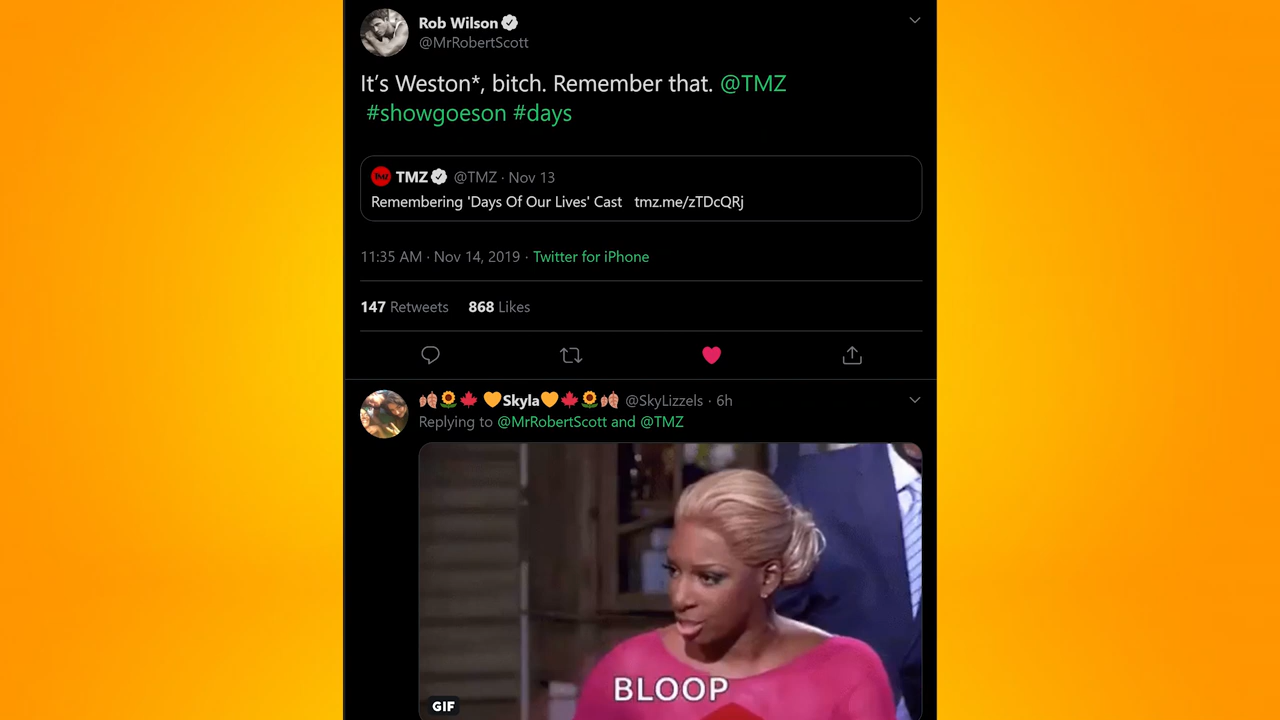 Rob Wilson
@MrRobertScott
It’s Weston*, bitch. Remember that. @TMZ
#showgoeson #days
TMZ @TMZ · Nov 13
Remembering 'Days Of Our Lives' Cast tmz.me/zTDcQRj
11:35 AM · Nov 14, 2019 · Twitter for iPhone
147 Retweets 868 Likes
🍂🌻🍁 💛Skyla💛🍁🌻🍂 @SkyLizzels · 6h
Replying to @MrRobertScott and @TMZ
BLOOP
GIF